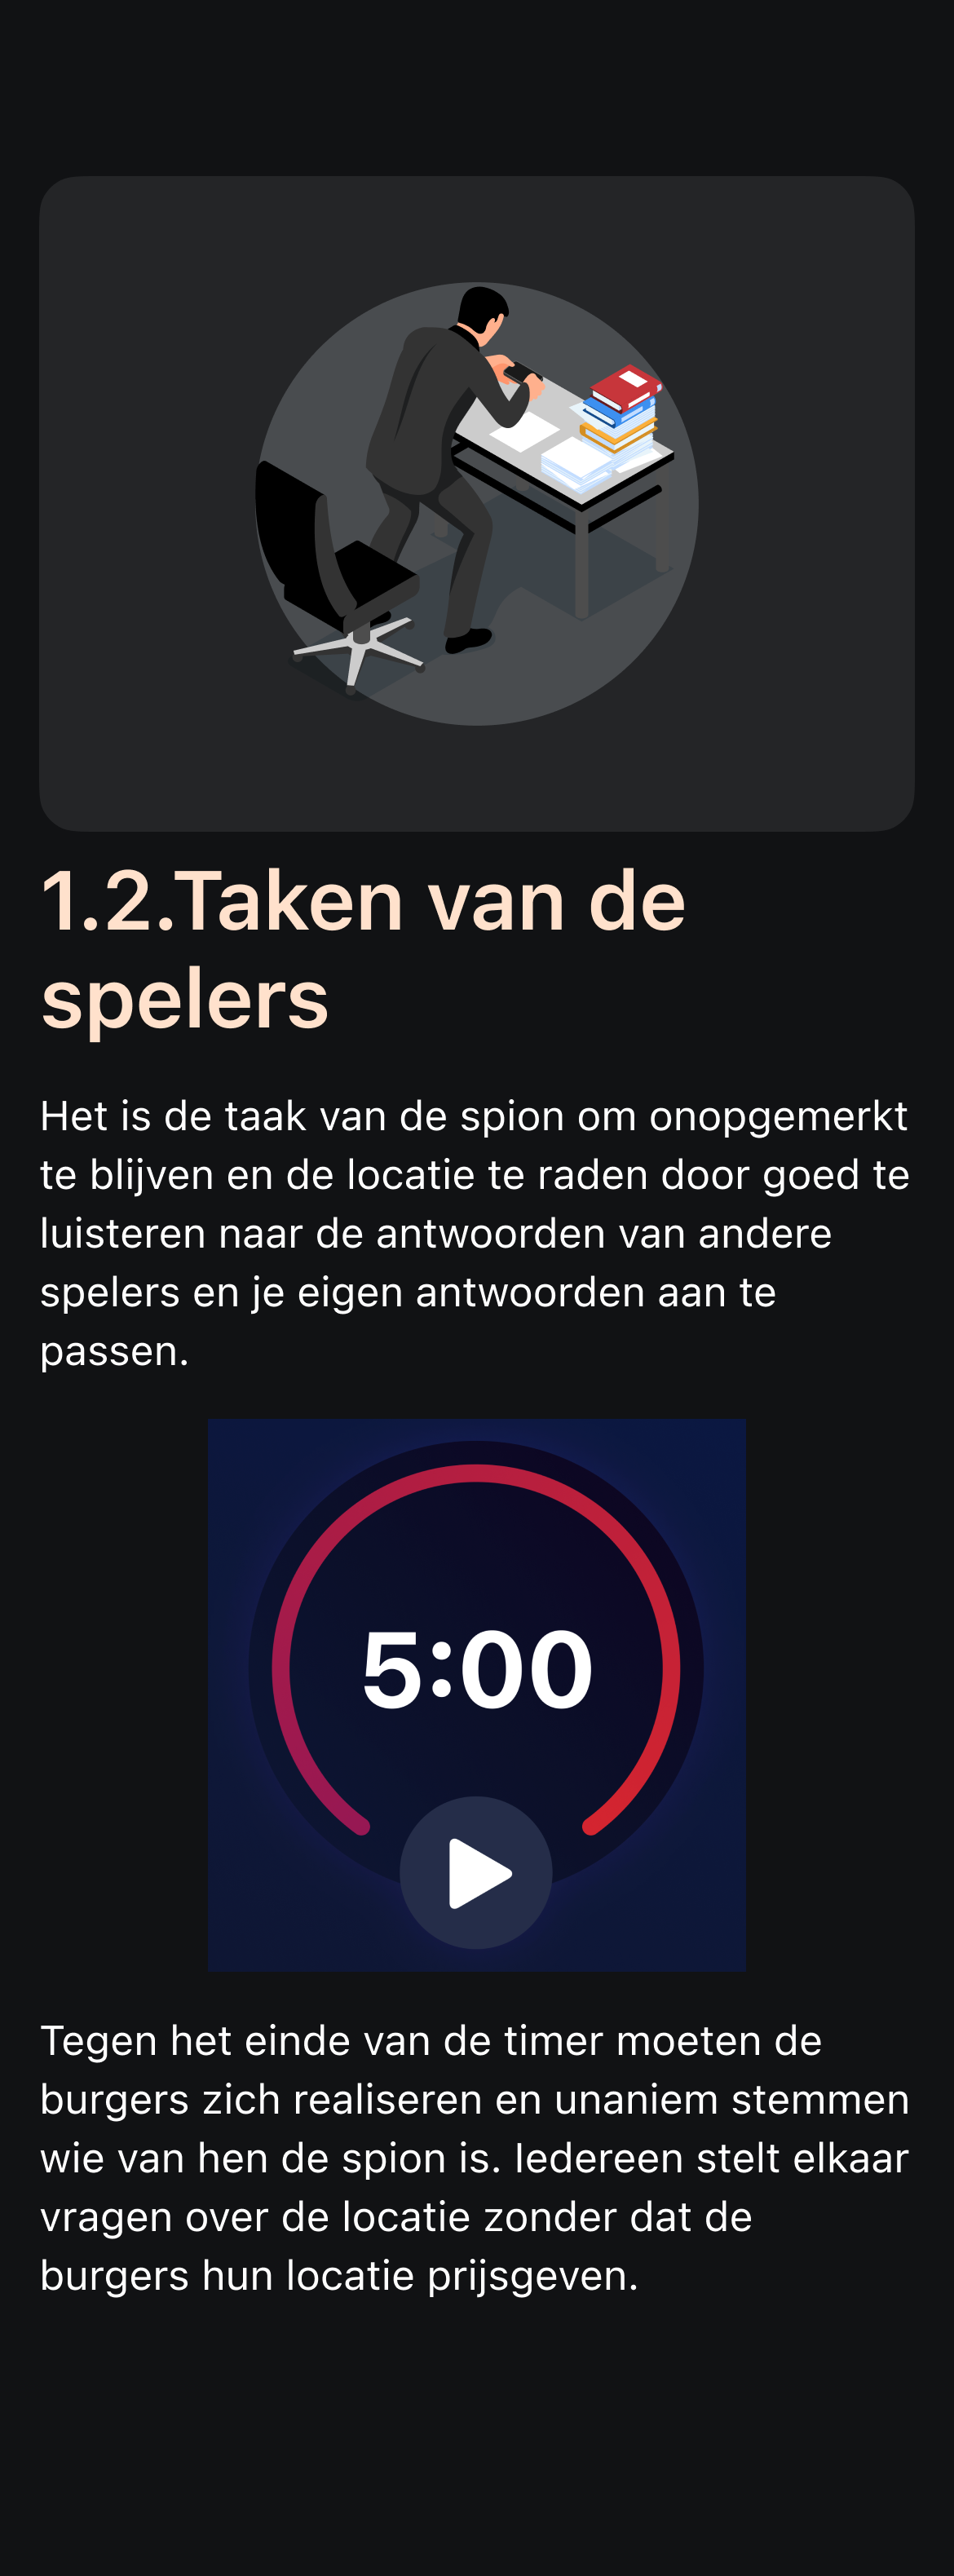 1.2.Taken van de
spelers
Het is de taak van de spion om onopgemerkt
te blijven en de locatie te raden door goed te
luisteren naar de antwoorden van andere
spelers en je eigen antwoorden aan te
passen.
5:00
Tegen het einde van de timer moeten de
burgers zich realiseren en unaniem stemmen
wie van hen de spion is. Iedereen stelt elkaar
vragen over de locatie zonder dat de
burgers hun locatie prijsgeven.